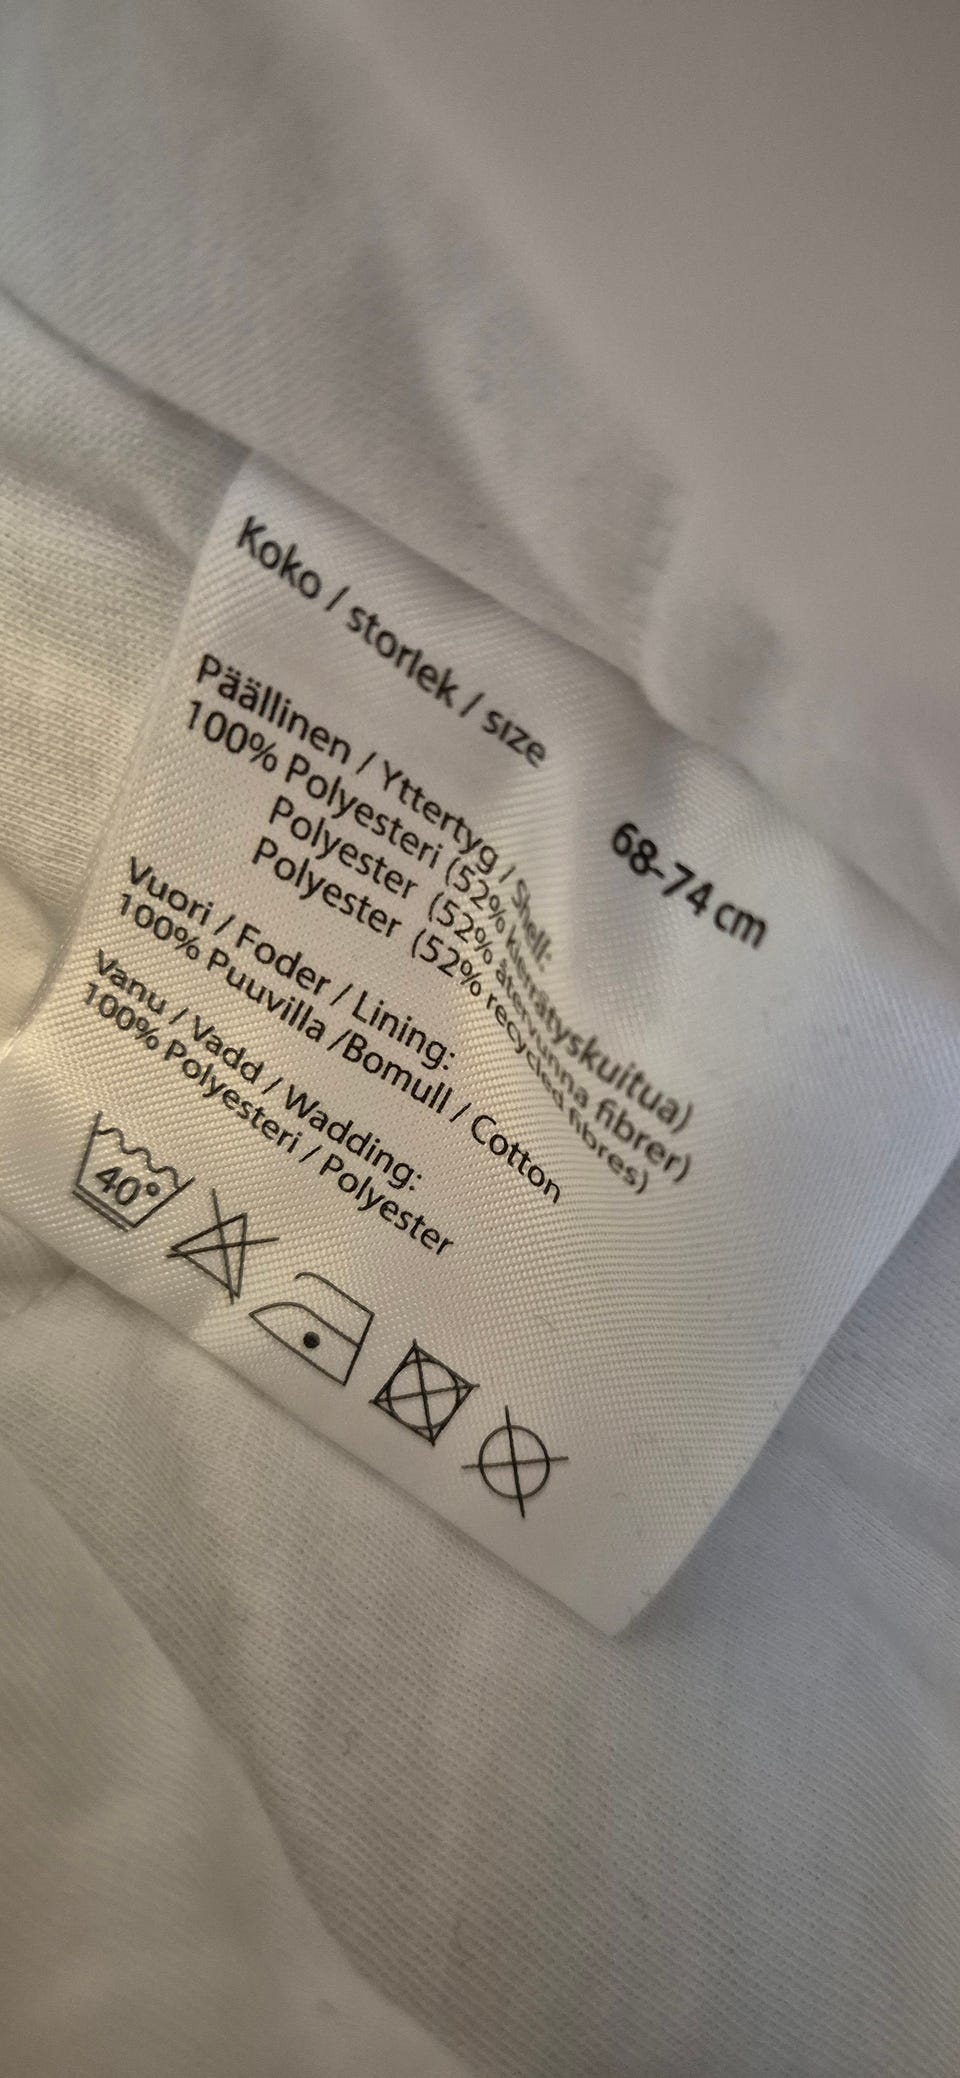 Koko / storlek / size 68-74 cm
Päällinen / Yttertyg / Shell:
100% Polyesteri (52% kierrätyskuitua)
Polyester (52% återvunna fibrer)
Polyester (52% recycled fibres)
Vuori / Foder / Lining:
100% Puuvilla /Bomull / Cotton
Vanu / Vadd / Wadding:
100% Polyesteri / Polyester
40°